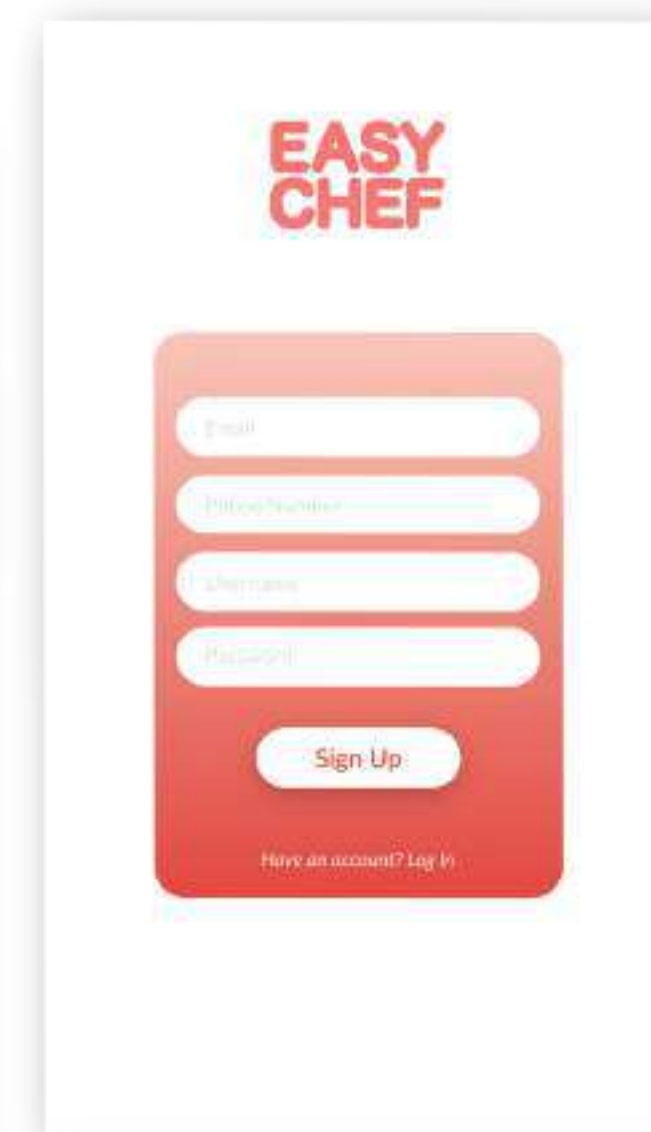 EASY
CHEF
Email
Phone Number
Username
Password
Sign Up
Have an account? Log In